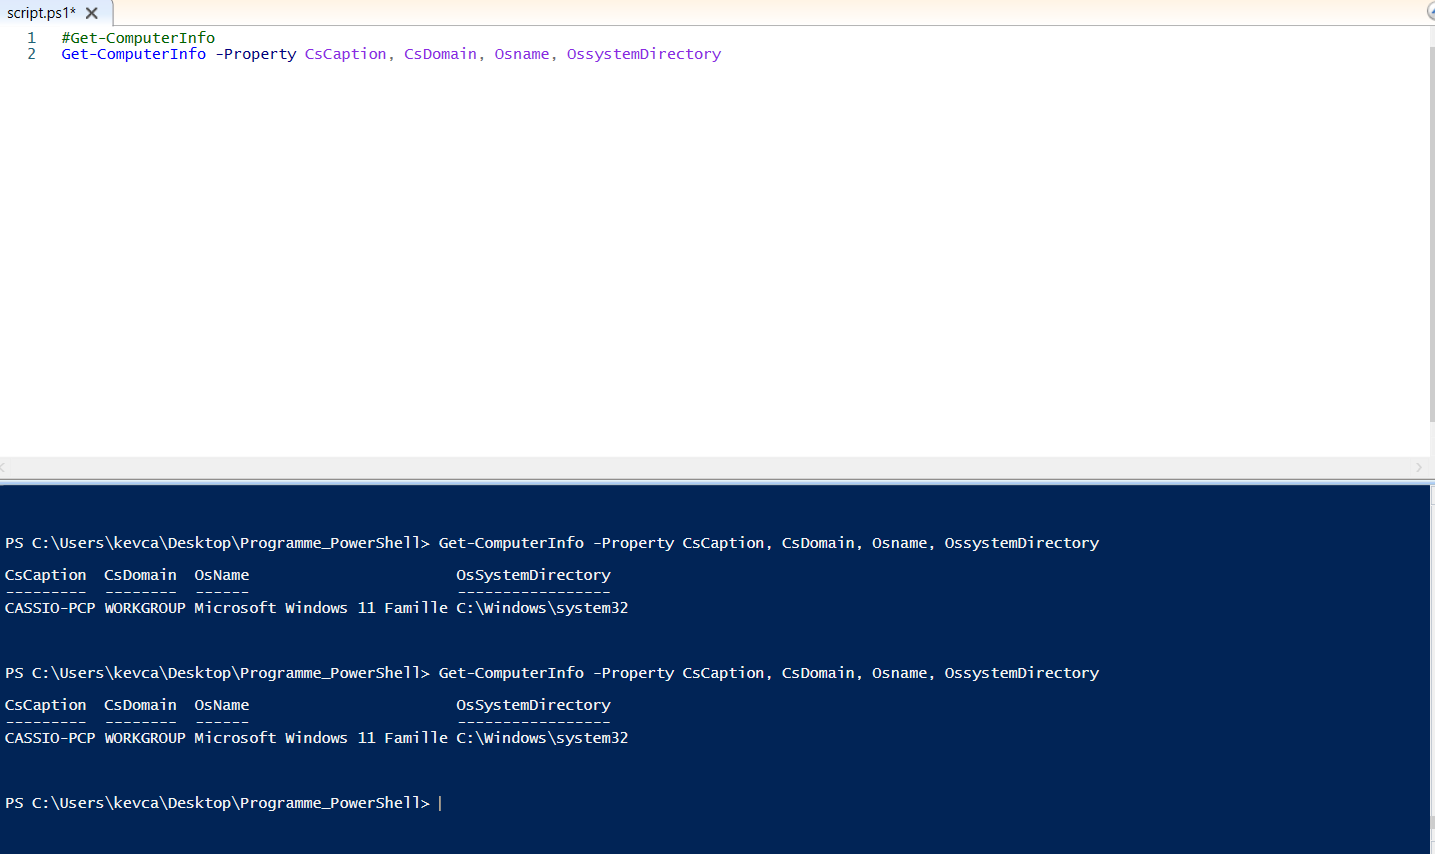 script.ps1*
1 #Get-ComputerInfo
2 Get-ComputerInfo -Property CsCaption, CsDomain, Osname, OssystemDirectory
PS C:\Users\kevca\Desktop\Programme_PowerShell> Get-ComputerInfo -Property CsCaption, CsDomain, Osname, OssystemDirectory
CsCaption CsDomain OsName OsSystemDirectory
--------- -------- ------ -----------------
CASSIO-PCP WORKGROUP Microsoft Windows 11 Famille C:\Windows\system32
PS C:\Users\kevca\Desktop\Programme_PowerShell> Get-ComputerInfo -Property CsCaption, CsDomain, Osname, OssystemDirectory
CsCaption CsDomain OsName OsSystemDirectory
--------- -------- ------ -----------------
CASSIO-PCP WORKGROUP Microsoft Windows 11 Famille C:\Windows\system32
PS C:\Users\kevca\Desktop\Programme_PowerShell>